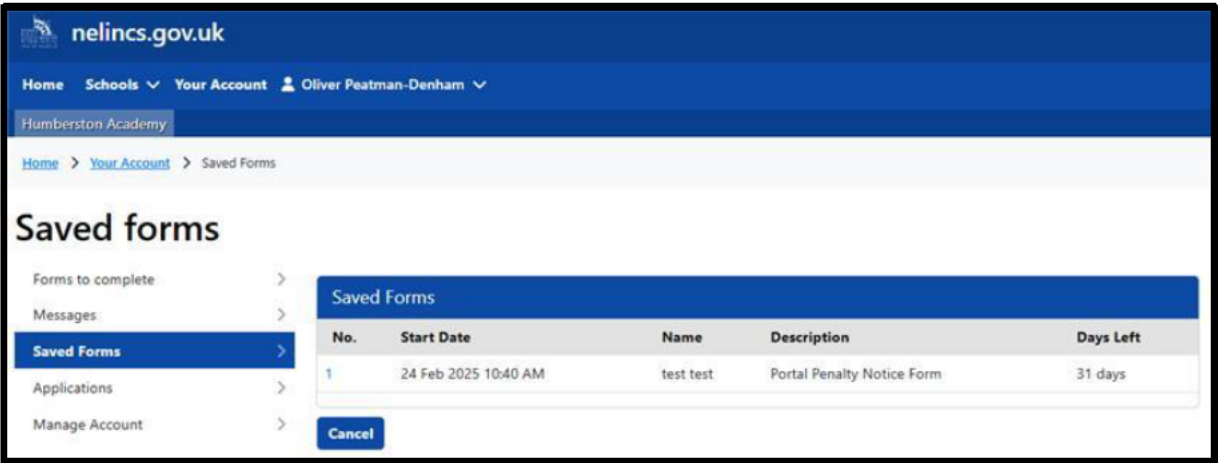 nelincs.gov.uk
Home Schools Your Account Oliver Peatman-Denham
Humberston Academy
Home > Your Account > Saved Forms
Saved forms
Forms to complete
Messages
Saved Forms
Applications
Manage Account
Saved Forms
No. Start Date Name Description Days Left
1 24 Feb 2025 10:40 AM test test Portal Penalty Notice Form 31 days
Cancel